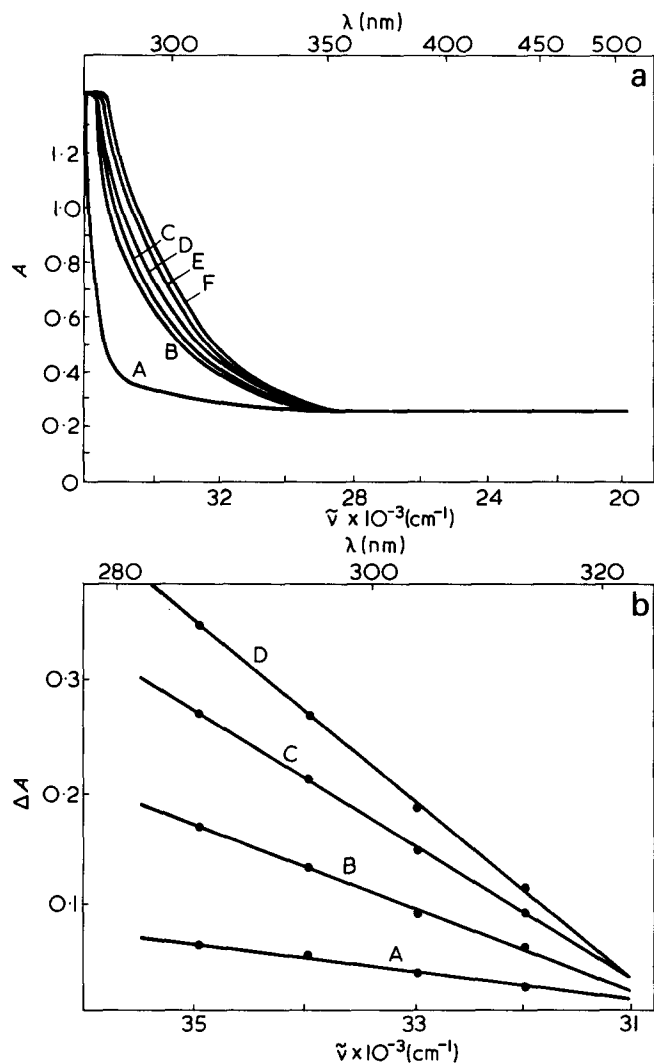 λ (nm)
300 350 400 450 500
a
1·2
1·0
0·8
0·6
0·4
0·2
0
A
C
D
E
F
B
A
32 28 24 20
ṽ x 10⁻³ (cm⁻¹)
λ (nm)
280 300 320
b
0·3
0·2
0·1
ΔA
D
C
B
A
35 33 31
ṽ x 10⁻³ (cm⁻¹)